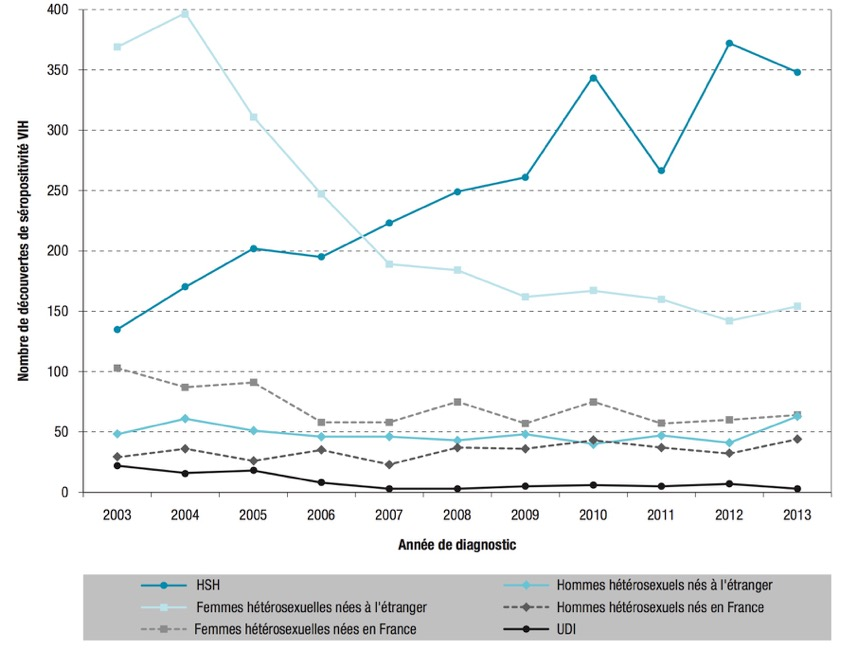 400
350
300
250
200
150
100
50
0
Nombre de découvertes de séropositivité VIH
2003 2004 2005 2006 2007 2008 2009 2010 2011 2012 2013
Année de diagnostic
HSH
Hommes hétérosexuels nés à l'étranger
Femmes hétérosexuelles nées à l'étranger
Hommes hétérosexuels nés en France
Femmes hétérosexuelles nées en France
UDI